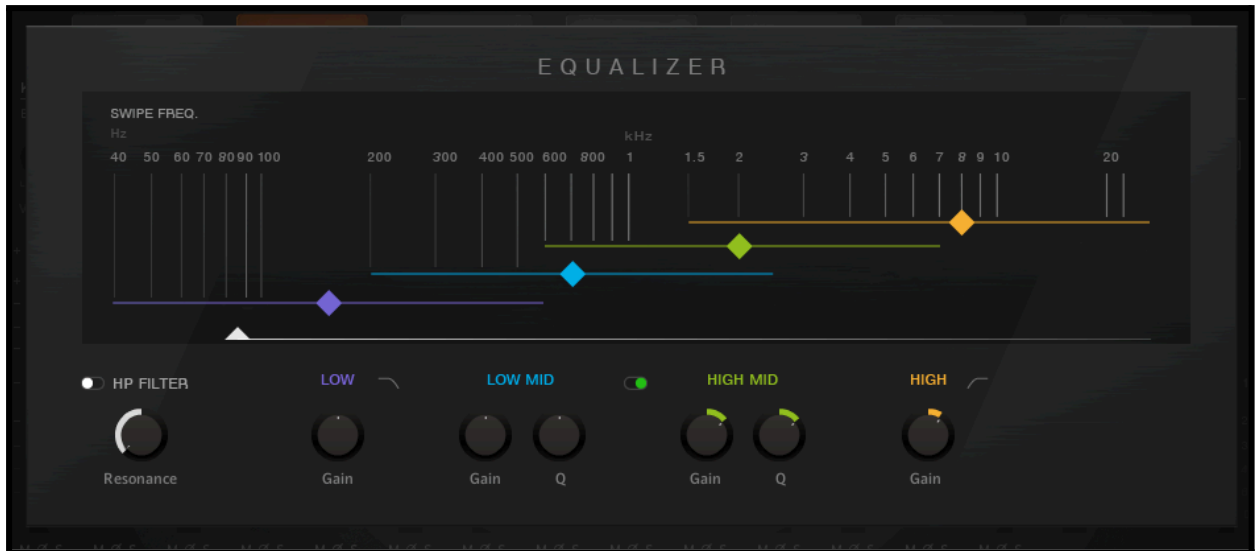 EQUALIZER
SWIPE FREQ.
Hz
kHz
40 50 60 70 80 90 100 200 300 400 500 600 800 1 1.5 2 3 4 5 6 7 8 9 10 20
HP FILTER LOW LOW MID HIGH MID HIGH
Resonance Gain Gain Q Gain Q Gain